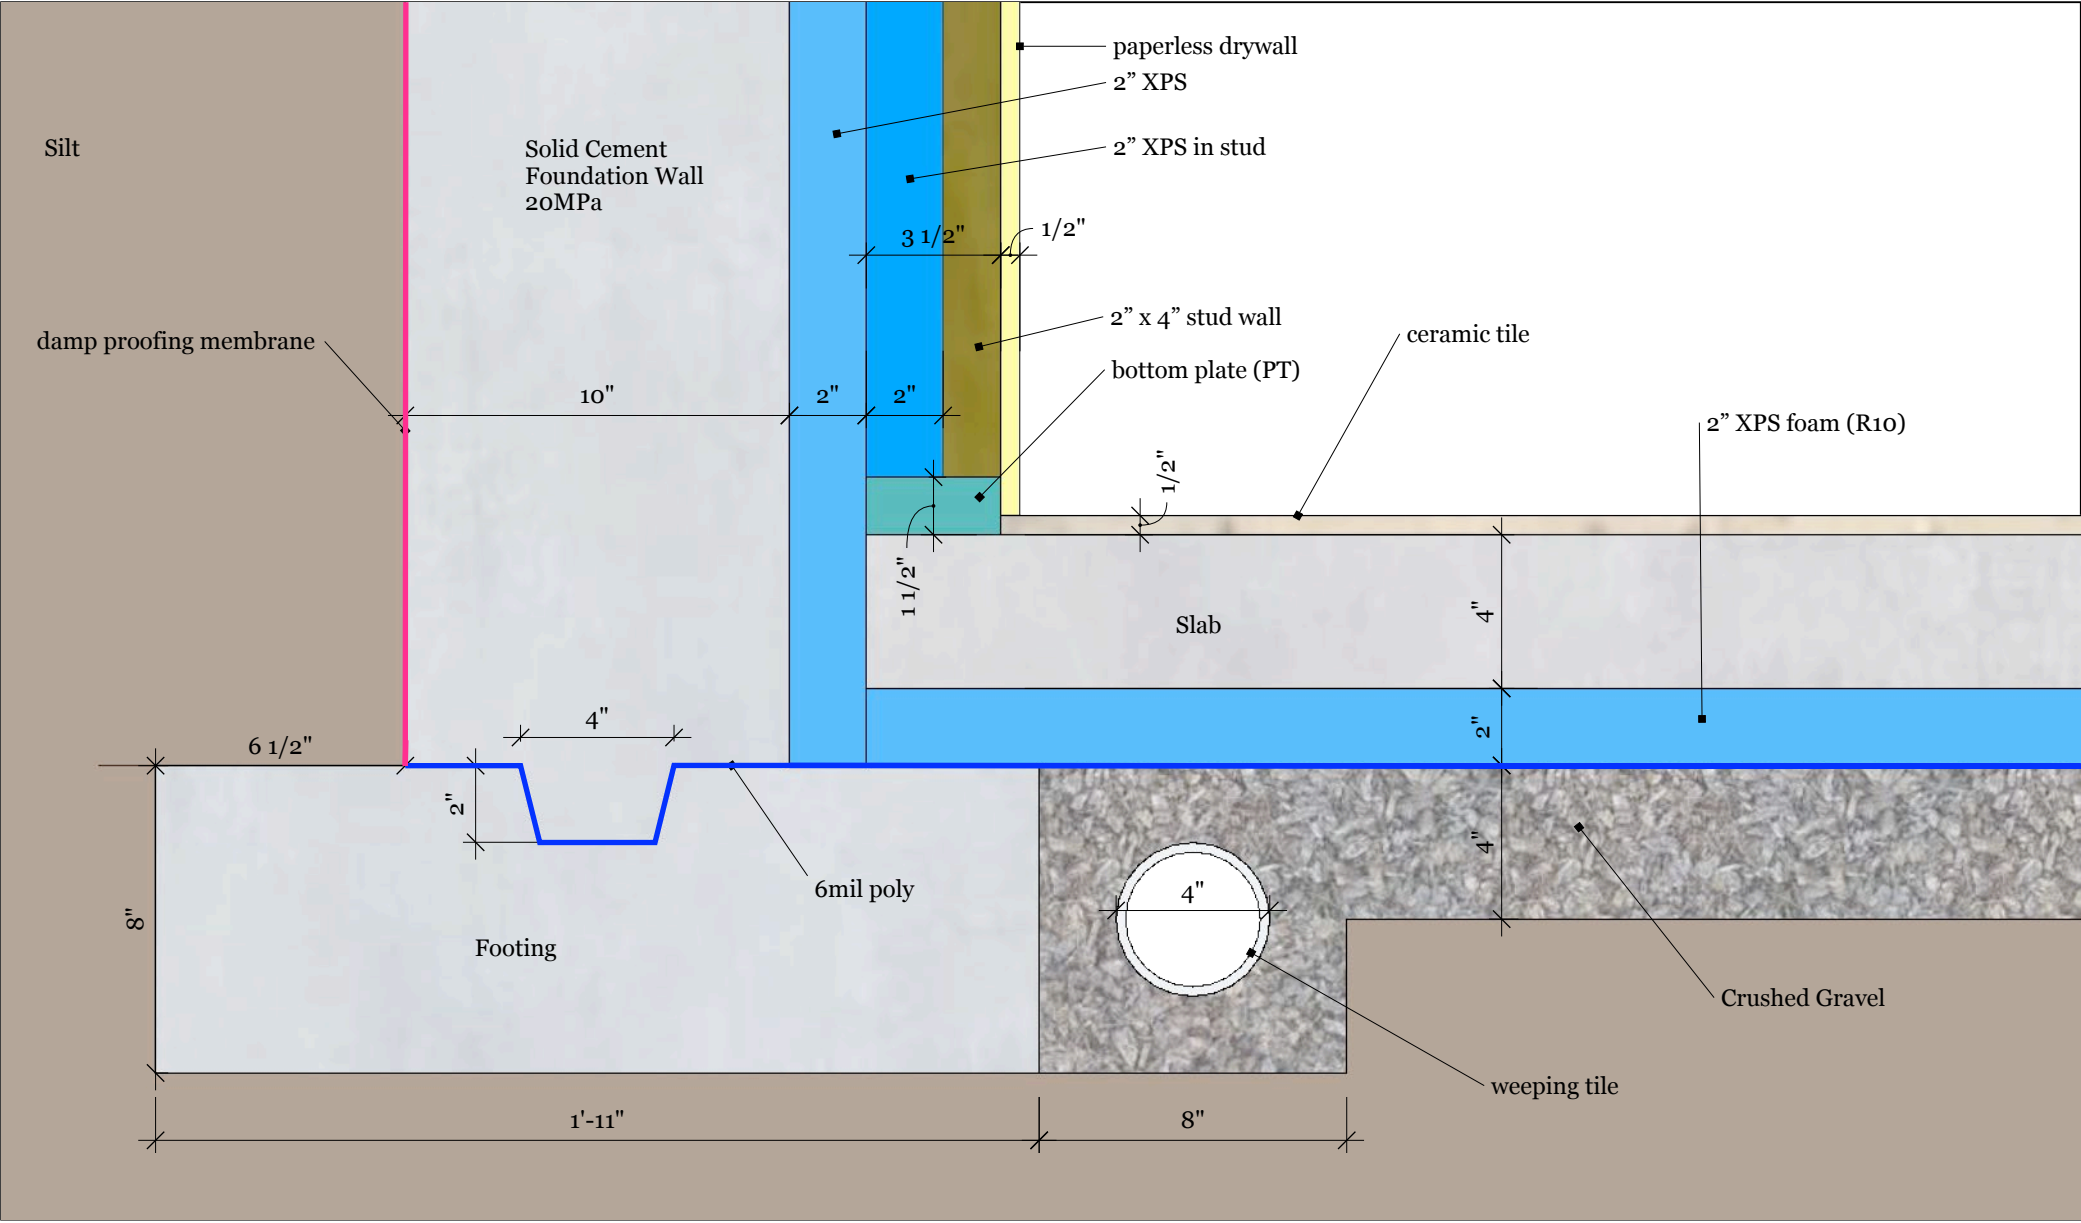 paperless drywall
2” XPS
Silt
Solid Cement
Foundation Wall
20MPa
2” XPS in stud
3 1/2"
1/2"
2” x 4” stud wall
damp proofing membrane
ceramic tile
bottom plate (PT)
10"
2"
2"
2” XPS foam (R10)
1/2"
1 1/2"
Slab
4"
4"
6 1/2"
2"
2"
4"
6mil poly
4"
8"
Footing
Crushed Gravel
weeping tile
1'-11"
8"